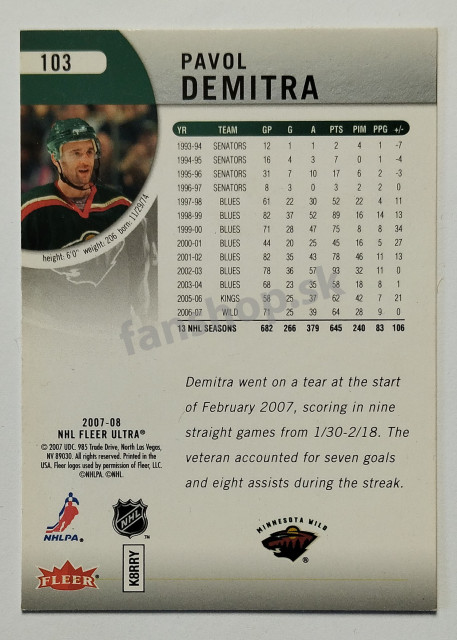 103
PAVOL
DEMITRA
height: 6'0" weight: 206 born: 11/29/74
YR TEAM GP G A PTS PIM PPG +/-
1993-94 SENATORS 12 1 1 2 4 1 -7
1994-95 SENATORS 16 4 3 7 0 1 -4
1995-96 SENATORS 31 7 10 17 6 2 -3
1996-97 SENATORS 8 3 0 3 2 2 0
1997-98 BLUES 61 22 30 52 22 4 11
1998-99 BLUES 82 37 52 89 16 14 13
1999-00 BLUES 71 28 47 75 8 8 34
2000-01 BLUES 44 20 25 45 16 5 27
2001-02 BLUES 82 35 43 78 46 11 13
2002-03 BLUES 78 36 57 93 32 11 0
2003-04 BLUES 68 23 35 58 18 8 1
2005-06 KINGS 58 25 37 62 42 7 21
2006-07 WILD 71 25 39 64 28 9 0
13 NHL SEASONS 682 266 379 645 240 83 106
fanshop.sk
Demitra went on a tear at the start
of February 2007, scoring in nine
straight games from 1/30-2/18. The
veteran accounted for seven goals
and eight assists during the streak.
2007-08
NHL FLEER ULTRA®
© 2007 UDC. 985 Trade Drive, North Las Vegas,
NV 89030. All rights reserved. Printed in the
USA. Fleer logos used by permission of Fleer, LLC.
©NHLPA. ©NHL.
NHLPA.
NHL
TM
K8RRY
FLEER
MINNESOTA WILD
®